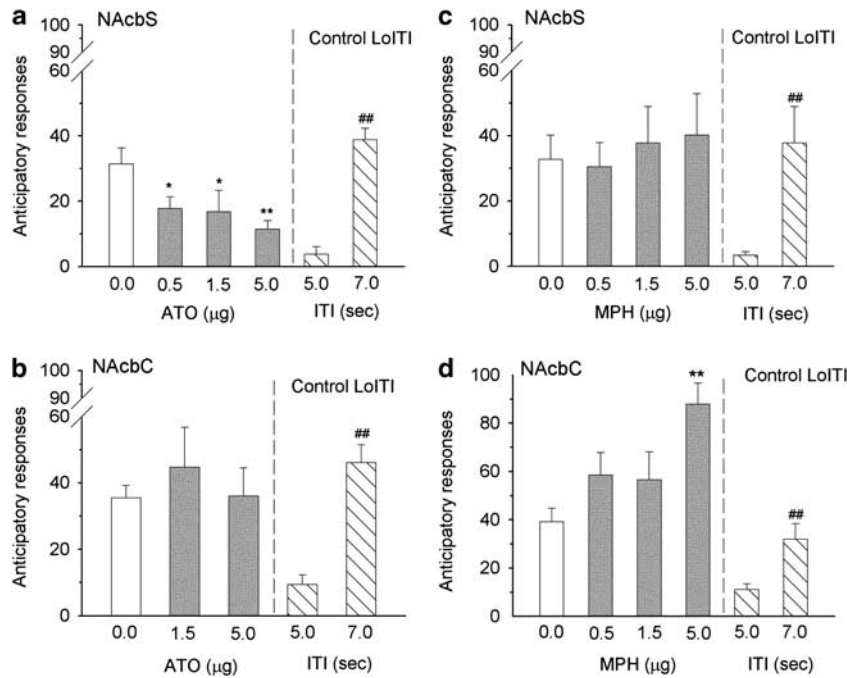 a NAcbS
Control LoITI
Anticipatory responses
100
90
60
40
20
0
* * ** ##
0.0 0.5 1.5 5.0 5.0 7.0
ATO (µg) ITI (sec)
c NAcbS
Control LoITI
Anticipatory responses
100
90
60
40
20
0
##
0.0 0.5 1.5 5.0 5.0 7.0
MPH (µg) ITI (sec)
b NAcbC
Control LoITI
Anticipatory responses
100
90
60
40
20
0
##
0.0 1.5 5.0 5.0 7.0
ATO (µg) ITI (sec)
d NAcbC
Control LoITI
Anticipatory responses
100
80
60
40
20
0
** ##
0.0 0.5 1.5 5.0 5.0 7.0
MPH (µg) ITI (sec)